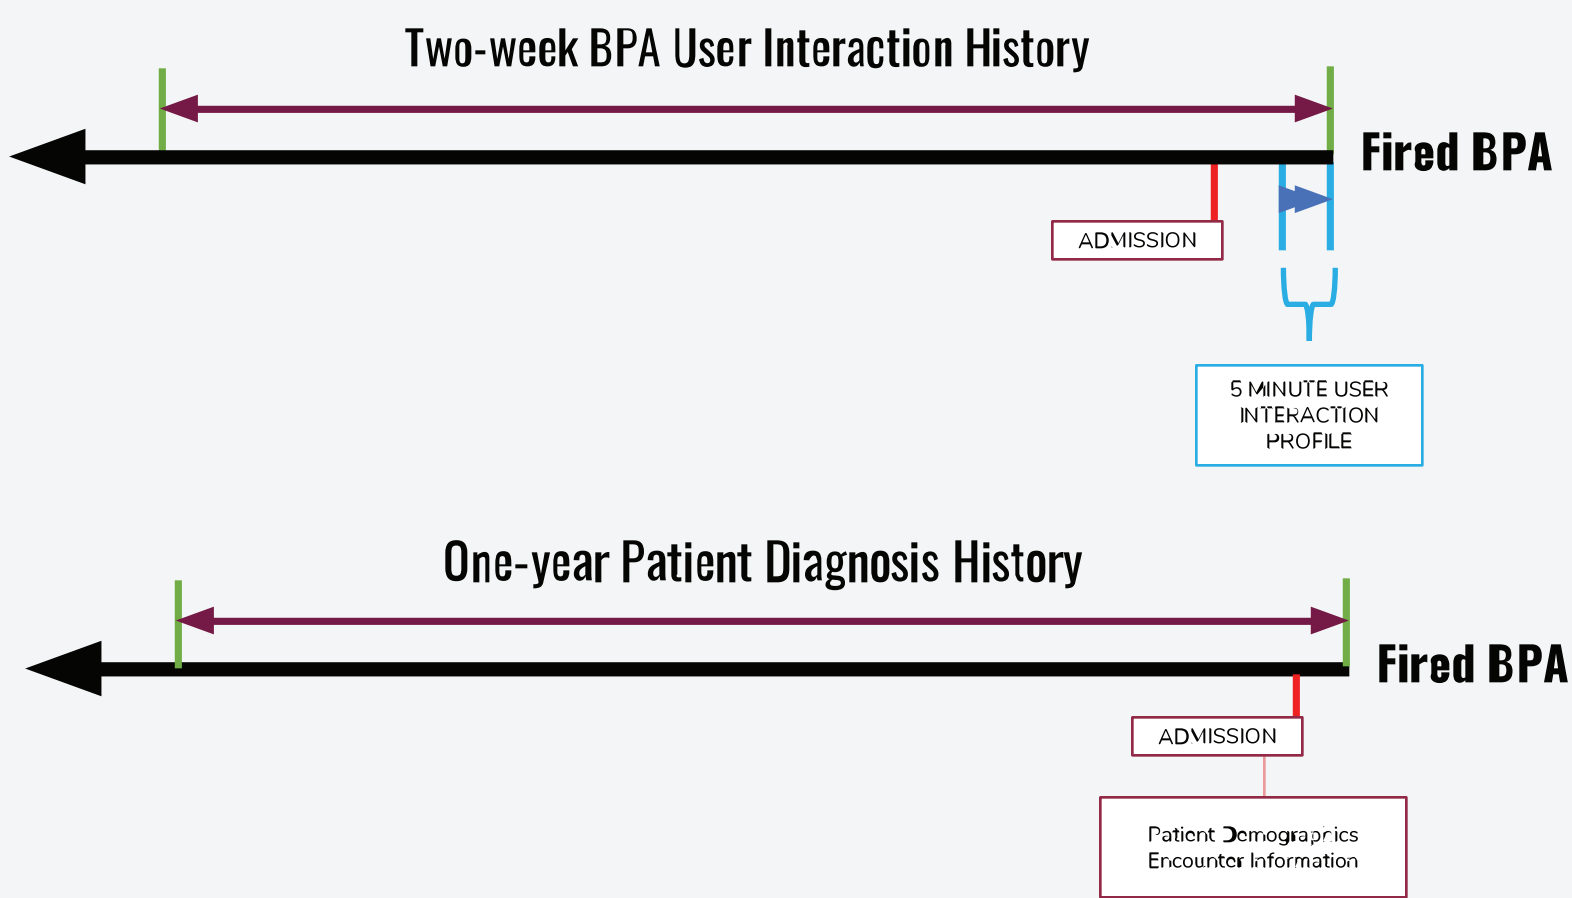 Two-week BPA User Interaction History
Fired BPA
ADMISSION
5 MINUTE USER
INTERACTION
PROFILE
One-year Patient Diagnosis History
Fired BPA
ADMISSION
Patient Demographics
Encounter Information